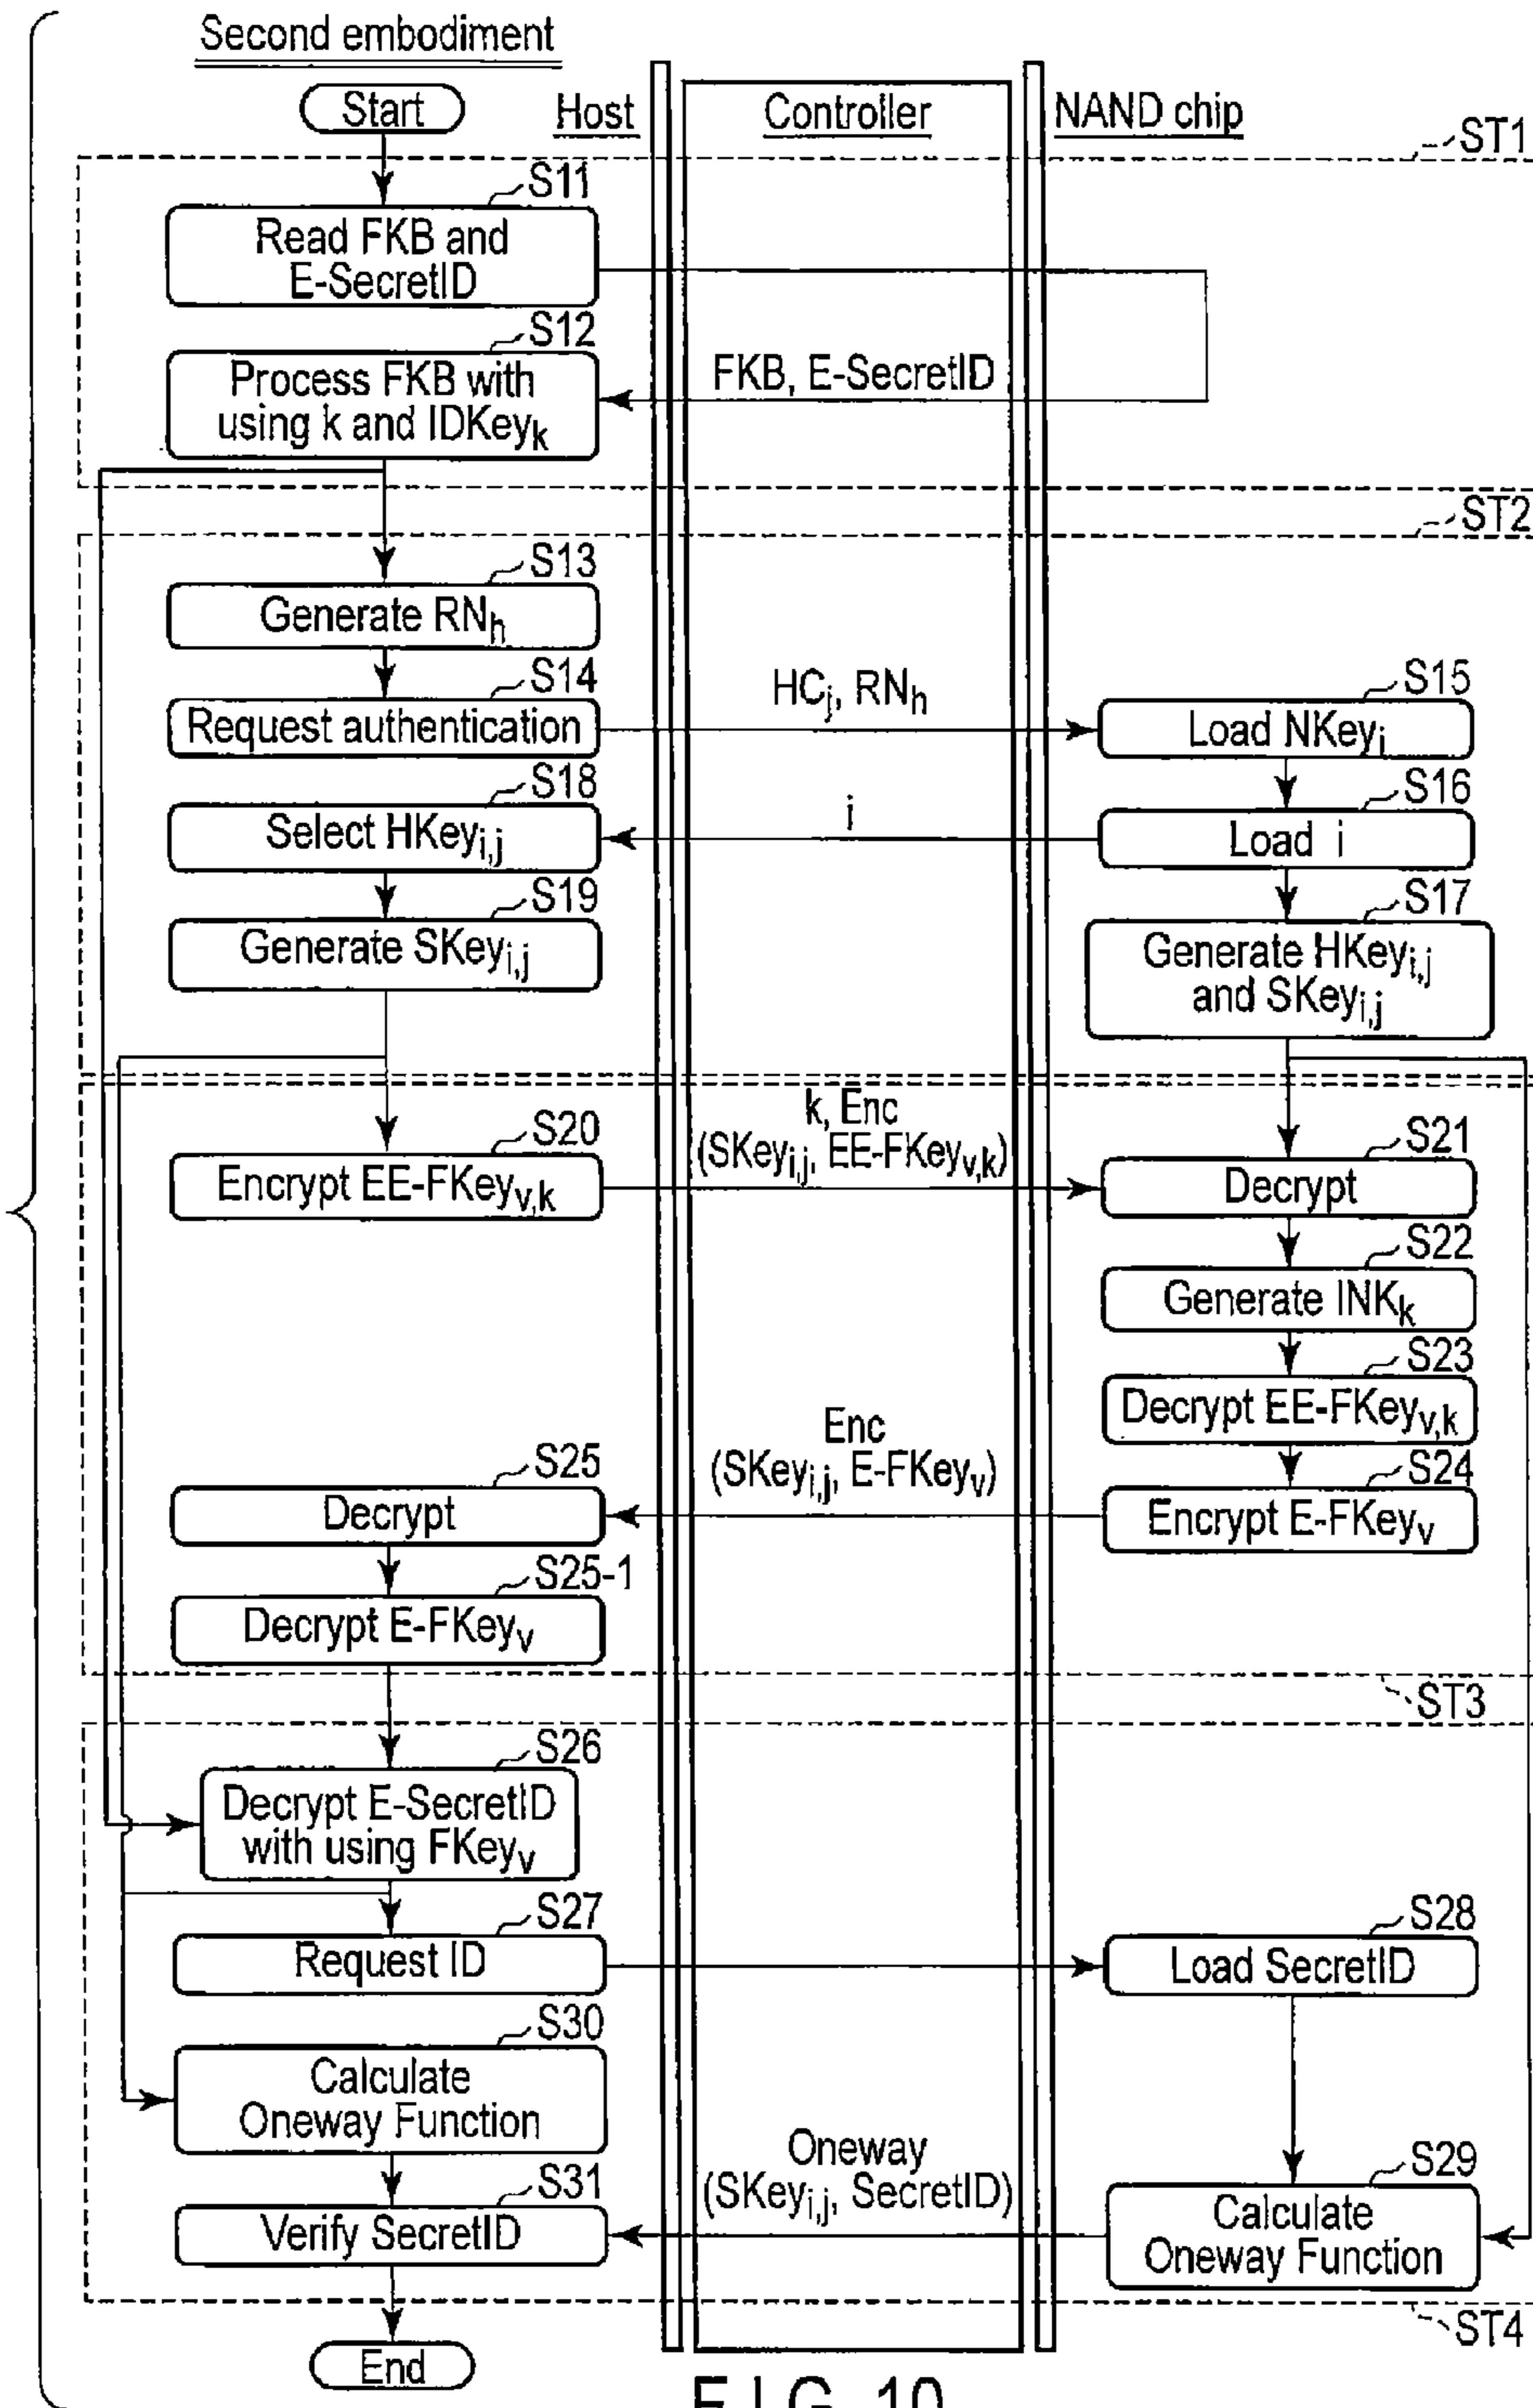 Second embodiment
Start
Host
Controller
NAND chip
ST1
S11
Read FKB and
E-SecretID
S12
Process FKB with
using k and IDKeyk
FKB, E-SecretID
ST2
S13
Generate RNh
S14
Request authentication
HCj, RNh
S15
Load NKeyi
S18
Select HKeyi,j
i
S16
Load i
S19
Generate SKeyi,j
S17
Generate HKeyi,j
and SKeyi,j
S20
Encrypt EE-FKeyv,k
k, Enc
(SKeyi,j, EE-FKeyv,k)
S21
Decrypt
S22
Generate INKk
S23
Decrypt EE-FKeyv,k
S25
Decrypt
Enc
(SKeyi,j, E-FKeyv)
S24
Encrypt E-FKeyv
S25-1
Decrypt E-FKeyv
ST3
S26
Decrypt E-SecretID
with using FKeyv
S27
Request ID
S28
Load SecretID
S30
Calculate
Oneway Function
S31
Verify SecretID
Oneway
(SKeyi,j, SecretID)
S29
Calculate
Oneway Function
ST4
End
FIG. 10